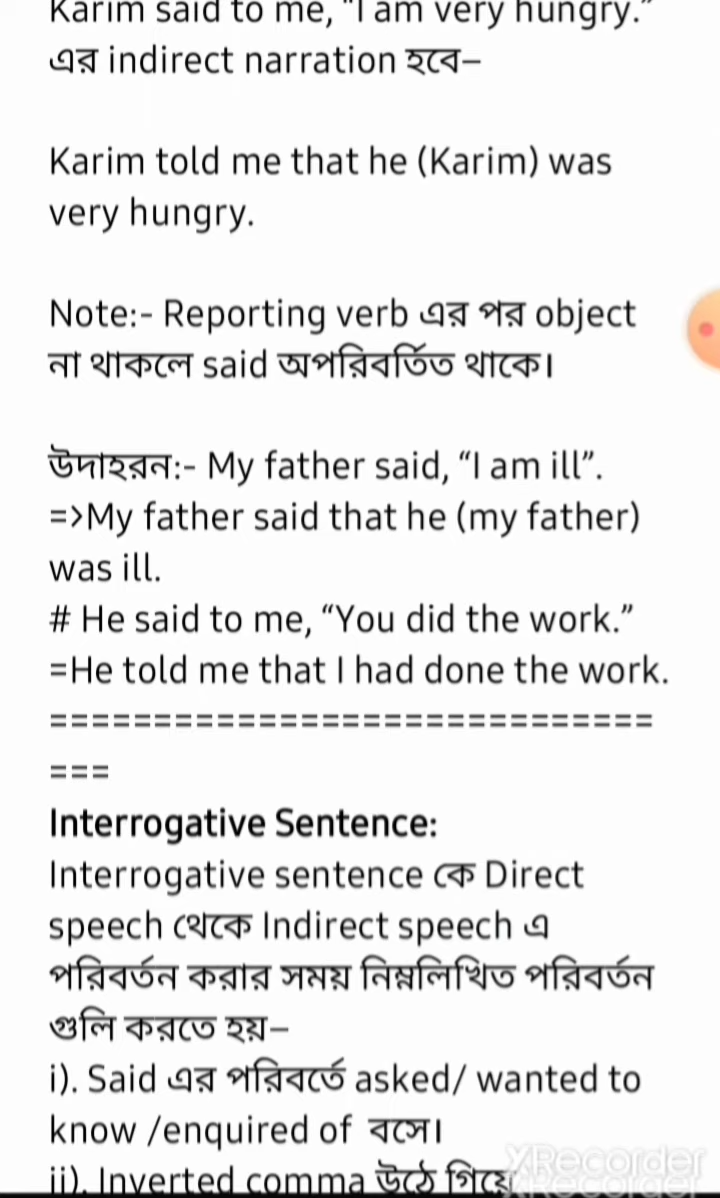 Karim said to me, "I am very hungry."
এর indirect narration হবে–
Karim told me that he (Karim) was
very hungry.
Note:- Reporting verb এর পর object
না থাকলে said অপরিবর্তিত থাকে।
উদাহরন:- My father said, “I am ill”.
=>My father said that he (my father)
was ill.
# He said to me, “You did the work.”
=He told me that I had done the work.
=============================
===
Interrogative Sentence:
Interrogative sentence কে Direct
speech থেকে Indirect speech এ
পরিবর্তন করার সময় নিম্নলিখিত পরিবর্তন
গুলি করতে হয়–
i). Said এর পরিবর্তে asked/ wanted to
know /enquired of বসে।
ii). Inverted comma উঠে গিয়ে
XRecorder